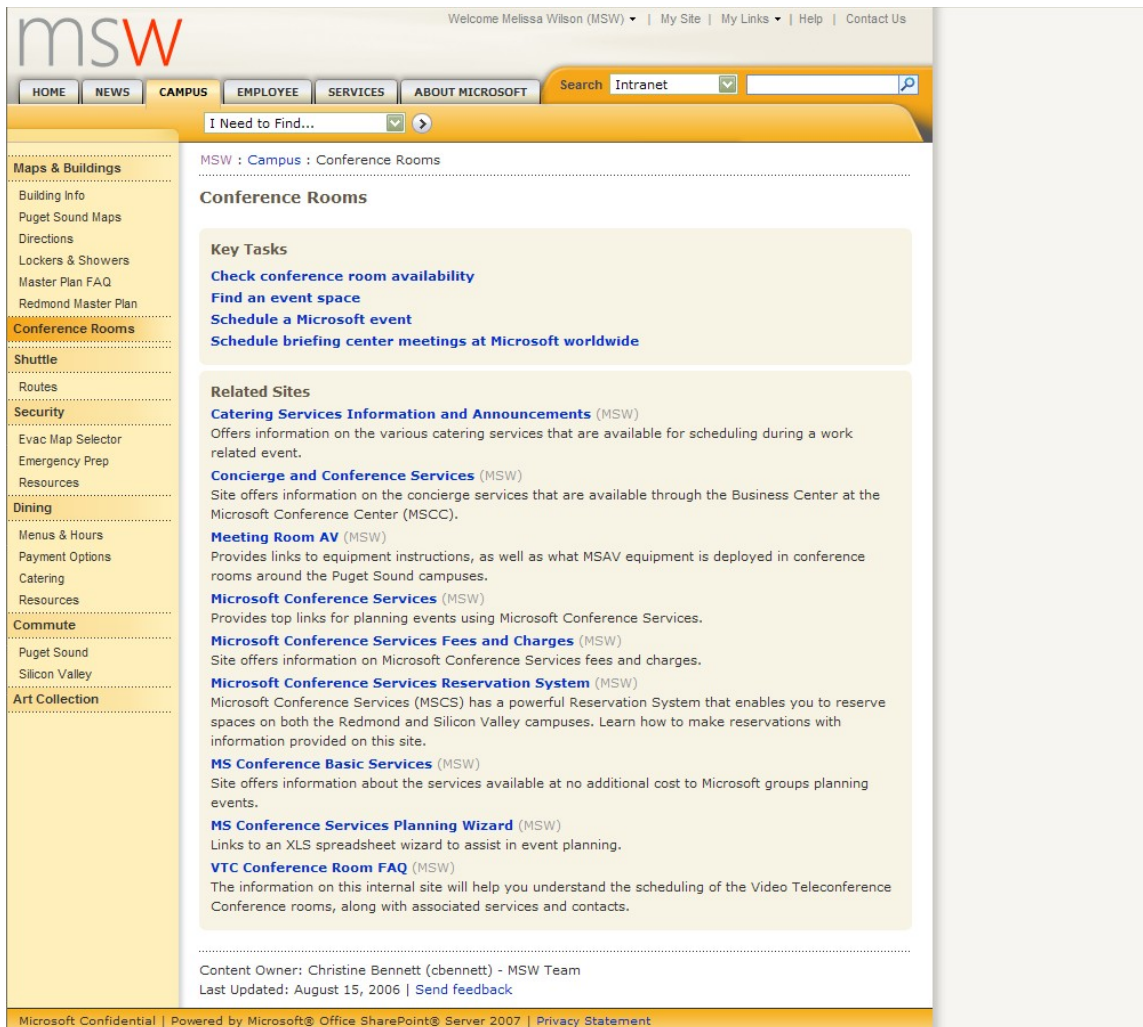 msw
Welcome Melissa Wilson (MSW) | My Site | My Links | Help | Contact Us
HOME NEWS CAMPUS EMPLOYEE SERVICES ABOUT MICROSOFT Search Intranet
I Need to Find...
Maps & Buildings
Building Info
Puget Sound Maps
Directions
Lockers & Showers
Master Plan FAQ
Redmond Master Plan
Conference Rooms
Shuttle
Routes
Security
Evac Map Selector
Emergency Prep
Resources
Dining
Menus & Hours
Payment Options
Catering
Resources
Commute
Puget Sound
Silicon Valley
Art Collection
MSW : Campus : Conference Rooms
Conference Rooms
Key Tasks
Check conference room availability
Find an event space
Schedule a Microsoft event
Schedule briefing center meetings at Microsoft worldwide
Related Sites
Catering Services Information and Announcements (MSW)
Offers information on the various catering services that are available for scheduling during a work
related event.
Concierge and Conference Services (MSW)
Site offers information on the concierge services that are available through the Business Center at the
Microsoft Conference Center (MSCC).
Meeting Room AV (MSW)
Provides links to equipment instructions, as well as what MSAV equipment is deployed in conference
rooms around the Puget Sound campuses.
Microsoft Conference Services (MSW)
Provides top links for planning events using Microsoft Conference Services.
Microsoft Conference Services Fees and Charges (MSW)
Site offers information on Microsoft Conference Services fees and charges.
Microsoft Conference Services Reservation System (MSW)
Microsoft Conference Services (MSCS) has a powerful Reservation System that enables you to reserve
spaces on both the Redmond and Silicon Valley campuses. Learn how to make reservations with
information provided on this site.
MS Conference Basic Services (MSW)
Site offers information about the services available at no additional cost to Microsoft groups planning
events.
MS Conference Services Planning Wizard (MSW)
Links to an XLS spreadsheet wizard to assist in event planning.
VTC Conference Room FAQ (MSW)
The information on this internal site will help you understand the scheduling of the Video Teleconference
Conference rooms, along with associated services and contacts.
Content Owner: Christine Bennett (cbennett) - MSW Team
Last Updated: August 15, 2006 | Send feedback
Microsoft Confidential | Powered by Microsoft® Office SharePoint® Server 2007 | Privacy Statement